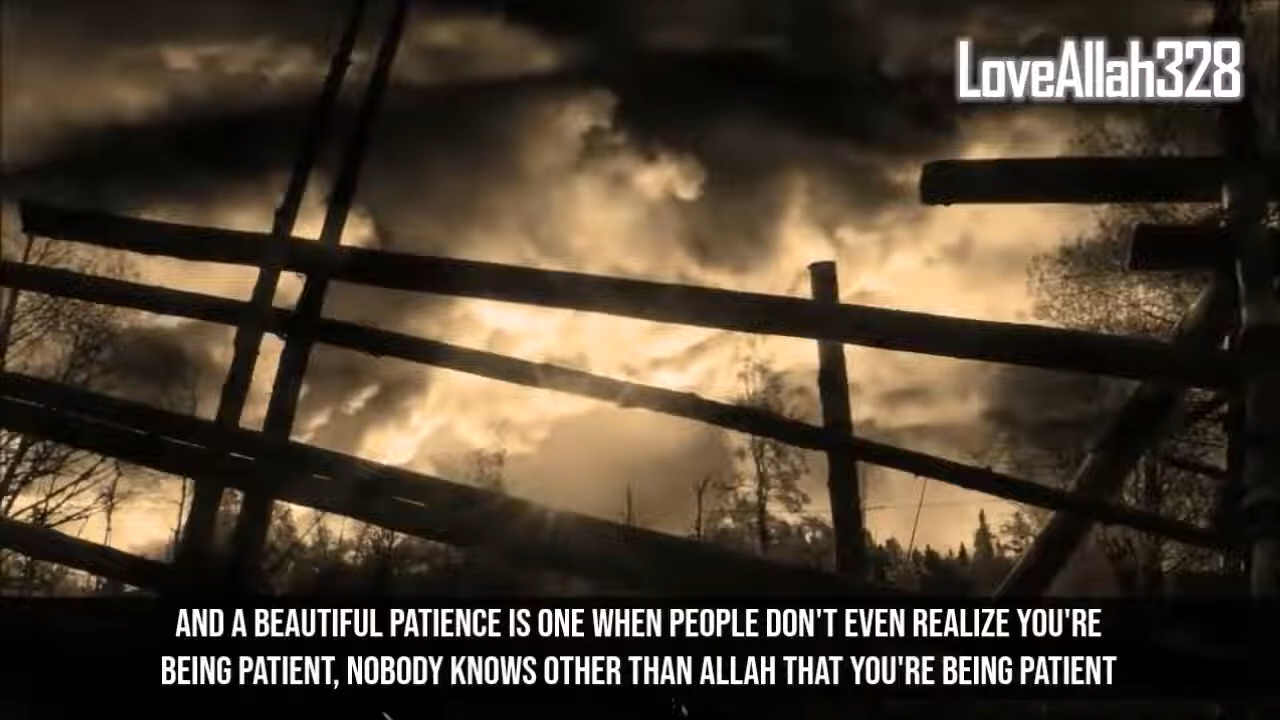 LoveAllah328
AND A BEAUTIFUL PATIENCE IS ONE WHEN PEOPLE DON'T EVEN REALIZE YOU'RE
BEING PATIENT, NOBODY KNOWS OTHER THAN ALLAH THAT YOU'RE BEING PATIENT